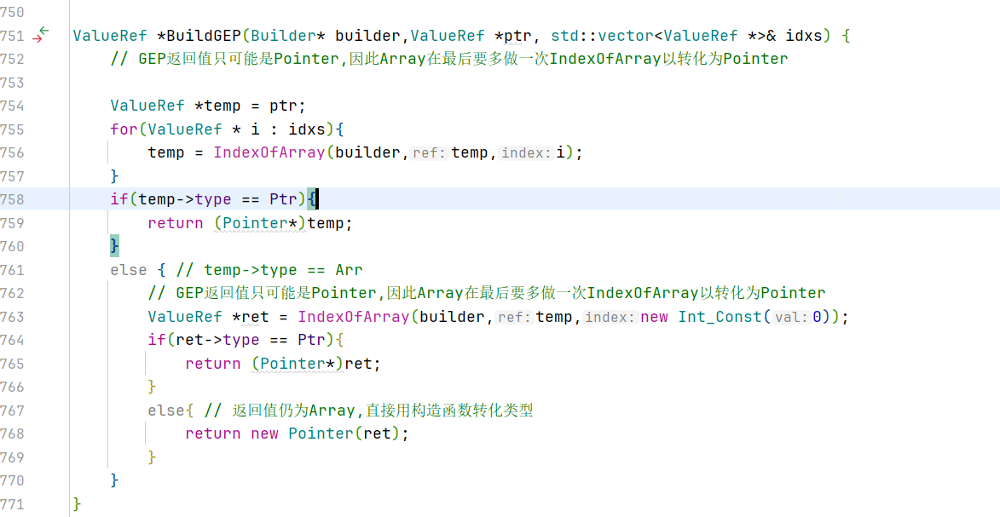 750
751 ValueRef *BuildGEP(Builder* builder,ValueRef *ptr, std::vector<ValueRef *>& idxs) {
752 // GEP返回值只可能是Pointer,因此Array在最后要多做一次IndexOfArray以转化为Pointer
753
754 ValueRef *temp = ptr;
755 for(ValueRef * i : idxs){
756 temp = IndexOfArray(builder, ref: temp, index: i);
757 }
758 if(temp->type == Ptr){
759 return (Pointer*)temp;
760 }
761 else { // temp->type == Arr
762 // GEP返回值只可能是Pointer,因此Array在最后要多做一次IndexOfArray以转化为Pointer
763 ValueRef *ret = IndexOfArray(builder, ref: temp, index: new Int_Const( val: 0));
764 if(ret->type == Ptr){
765 return (Pointer*)ret;
766 }
767 else{ // 返回值仍为Array,直接用构造函数转化类型
768 return new Pointer(ret);
769 }
770 }
771 }